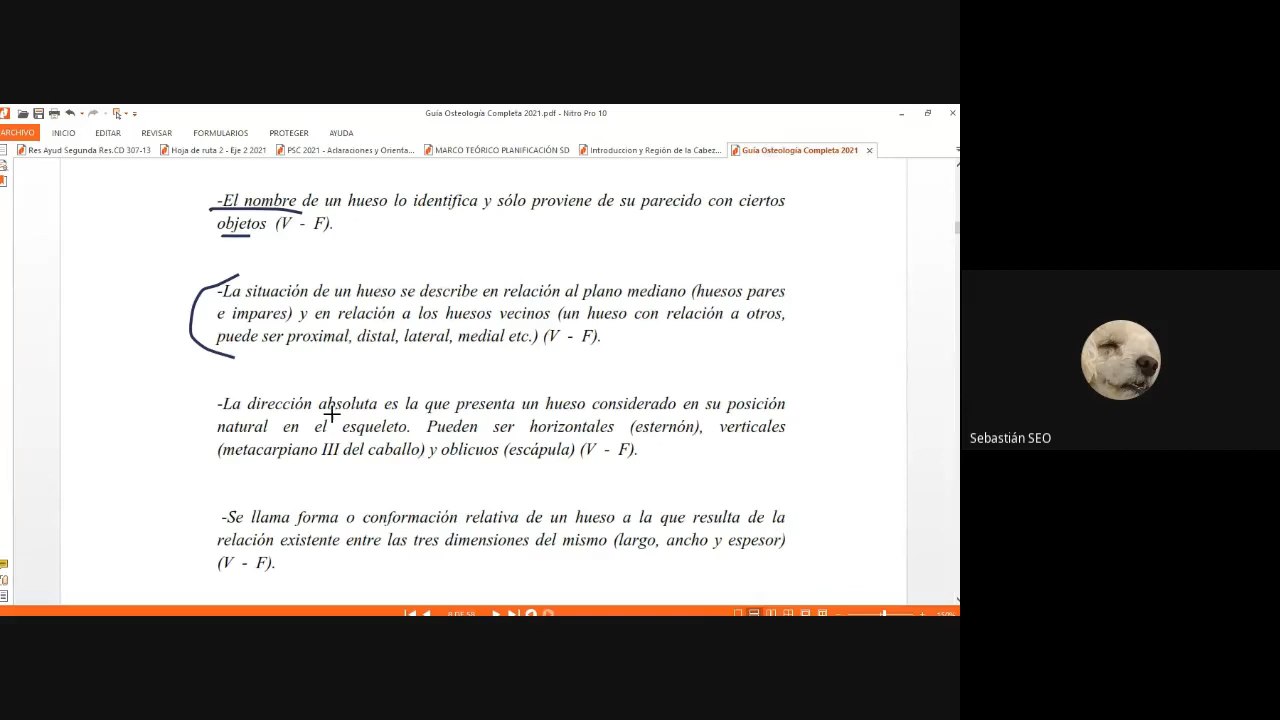 Guía Osteología Completa 2021.pdf - Nitro Pro 10
ARCHIVO INICIO EDITAR REVISAR FORMULARIOS PROTEGER AYUDA
Res Ayud Segunda Res.CD 307-13 Hoja de ruta 2 - Eje 2 2021 PSC 2021 - Aclaraciones y Orienta... MARCO TEÓRICO PLANIFICACIÓN SD Introduccion y Región de la Cabez... Guía Osteología Completa 2021
-El nombre de un hueso lo identifica y sólo proviene de su parecido con ciertos
objetos (V - F).
-La situación de un hueso se describe en relación al plano mediano (huesos pares
e impares) y en relación a los huesos vecinos (un hueso con relación a otros,
puede ser proximal, distal, lateral, medial etc.) (V - F).
-La dirección absoluta es la que presenta un hueso considerado en su posición
natural en el esqueleto. Pueden ser horizontales (esternón), verticales
(metacarpiano III del caballo) y oblicuos (escápula) (V - F).
-Se llama forma o conformación relativa de un hueso a la que resulta de la
relación existente entre las tres dimensiones del mismo (largo, ancho y espesor)
(V - F).
Sebastián SEO